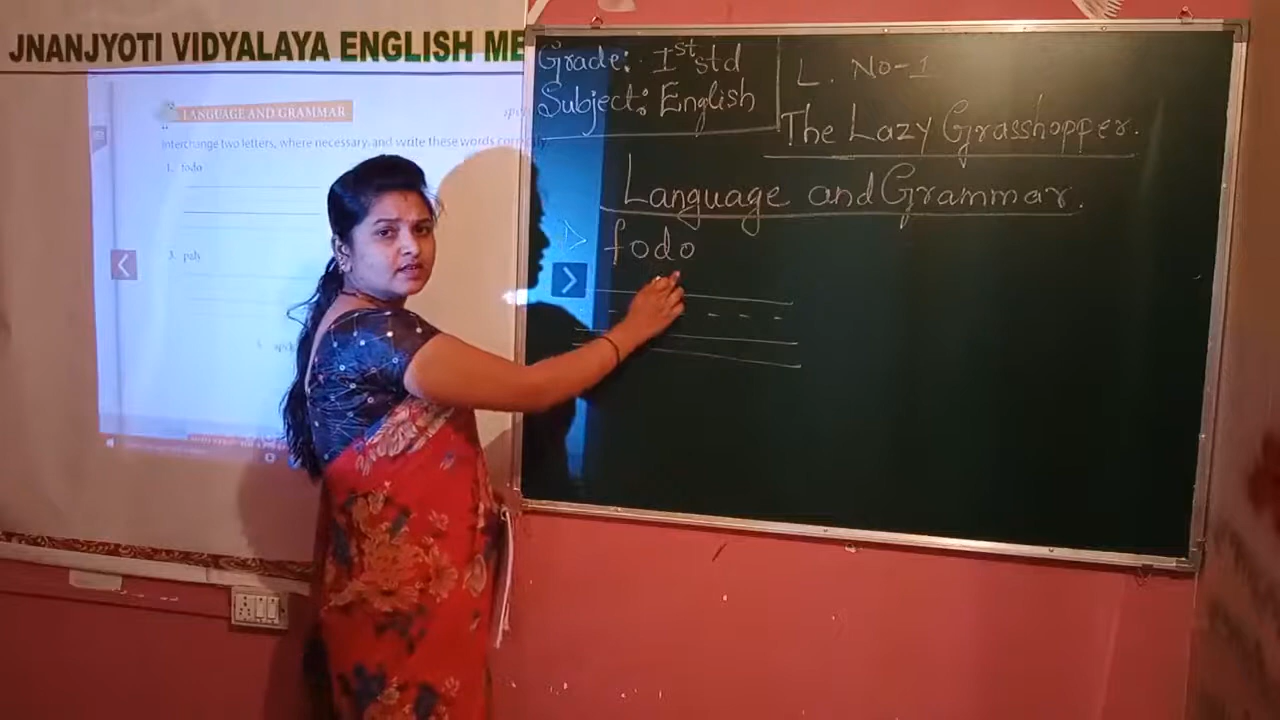 JNANJYOTI VIDYALAYA ENGLISH ME
LANGUAGE AND GRAMMAR
Interchange two letters, where necessary, and write these words correctly.
1. fodo
3. paly
Grade: Ist std
Subject: English
L. No-1
The Lazy Grasshopper.
Language and Grammar.
fodo